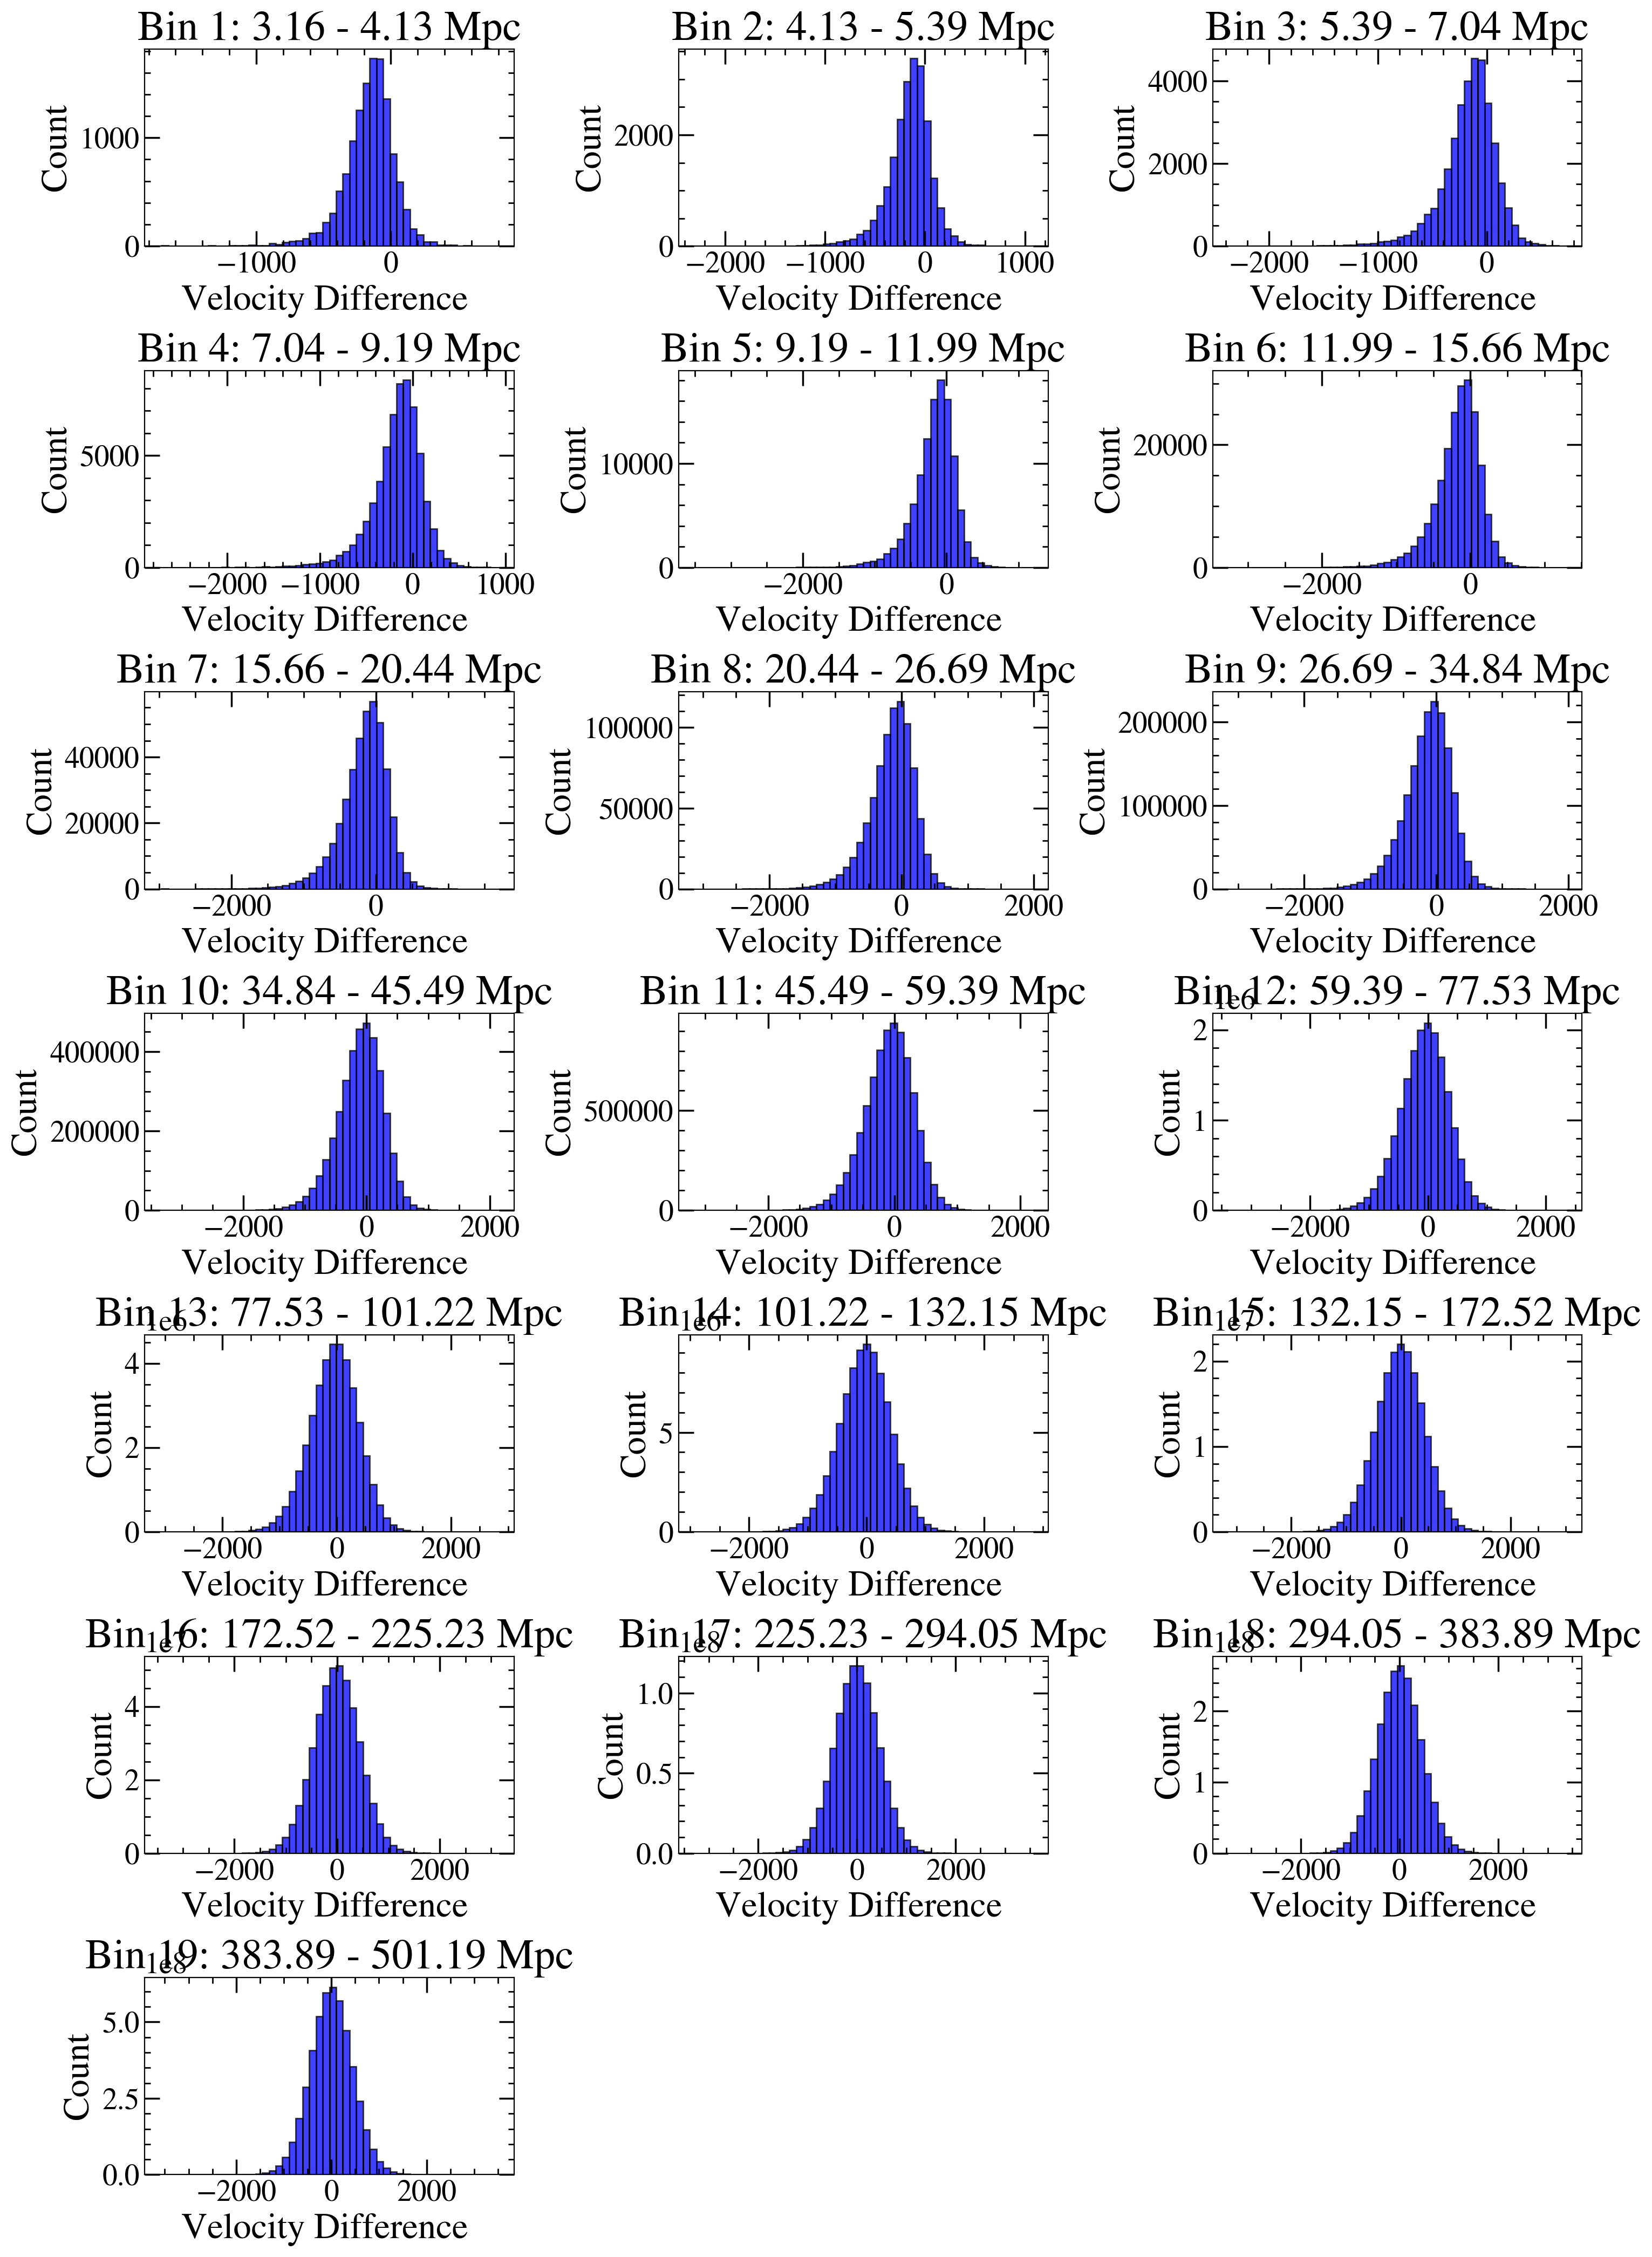 Bin 1: 3.16 - 4.13 Mpc
Count
1000
0
−1000 0
Velocity Difference
Bin 2: 4.13 - 5.39 Mpc
Count
2000
0
−2000 −1000 0 1000
Velocity Difference
Bin 3: 5.39 - 7.04 Mpc
Count
4000
2000
0
−2000 −1000 0
Velocity Difference
Bin 4: 7.04 - 9.19 Mpc
Count
5000
0
−2000 −1000 0 1000
Velocity Difference
Bin 5: 9.19 - 11.99 Mpc
Count
10000
0
−2000 0
Velocity Difference
Bin 6: 11.99 - 15.66 Mpc
Count
20000
0
−2000 0
Velocity Difference
Bin 7: 15.66 - 20.44 Mpc
Count
40000
20000
0
−2000 0
Velocity Difference
Bin 8: 20.44 - 26.69 Mpc
Count
100000
50000
0
−2000 0 2000
Velocity Difference
Bin 9: 26.69 - 34.84 Mpc
Count
200000
100000
0
−2000 0 2000
Velocity Difference
Bin 10: 34.84 - 45.49 Mpc
Count
400000
200000
0
−2000 0 2000
Velocity Difference
Bin 11: 45.49 - 59.39 Mpc
Count
500000
0
−2000 0 2000
Velocity Difference
Bin 12: 59.39 - 77.53 Mpc
1e6
Count
2
1
0
−2000 0 2000
Velocity Difference
Bin 13: 77.53 - 101.22 Mpc
1e6
Count
4
2
0
−2000 0 2000
Velocity Difference
Bin 14: 101.22 - 132.15 Mpc
1e6
Count
5
0
−2000 0 2000
Velocity Difference
Bin 15: 132.15 - 172.52 Mpc
1e7
Count
2
1
0
−2000 0 2000
Velocity Difference
Bin 16: 172.52 - 225.23 Mpc
1e7
Count
4
2
0
−2000 0 2000
Velocity Difference
Bin 17: 225.23 - 294.05 Mpc
1e8
Count
1.0
0.5
0.0
−2000 0 2000
Velocity Difference
Bin 18: 294.05 - 383.89 Mpc
1e8
Count
2
1
0
−2000 0 2000
Velocity Difference
Bin 19: 383.89 - 501.19 Mpc
1e8
Count
5.0
2.5
0.0
−2000 0 2000
Velocity Difference